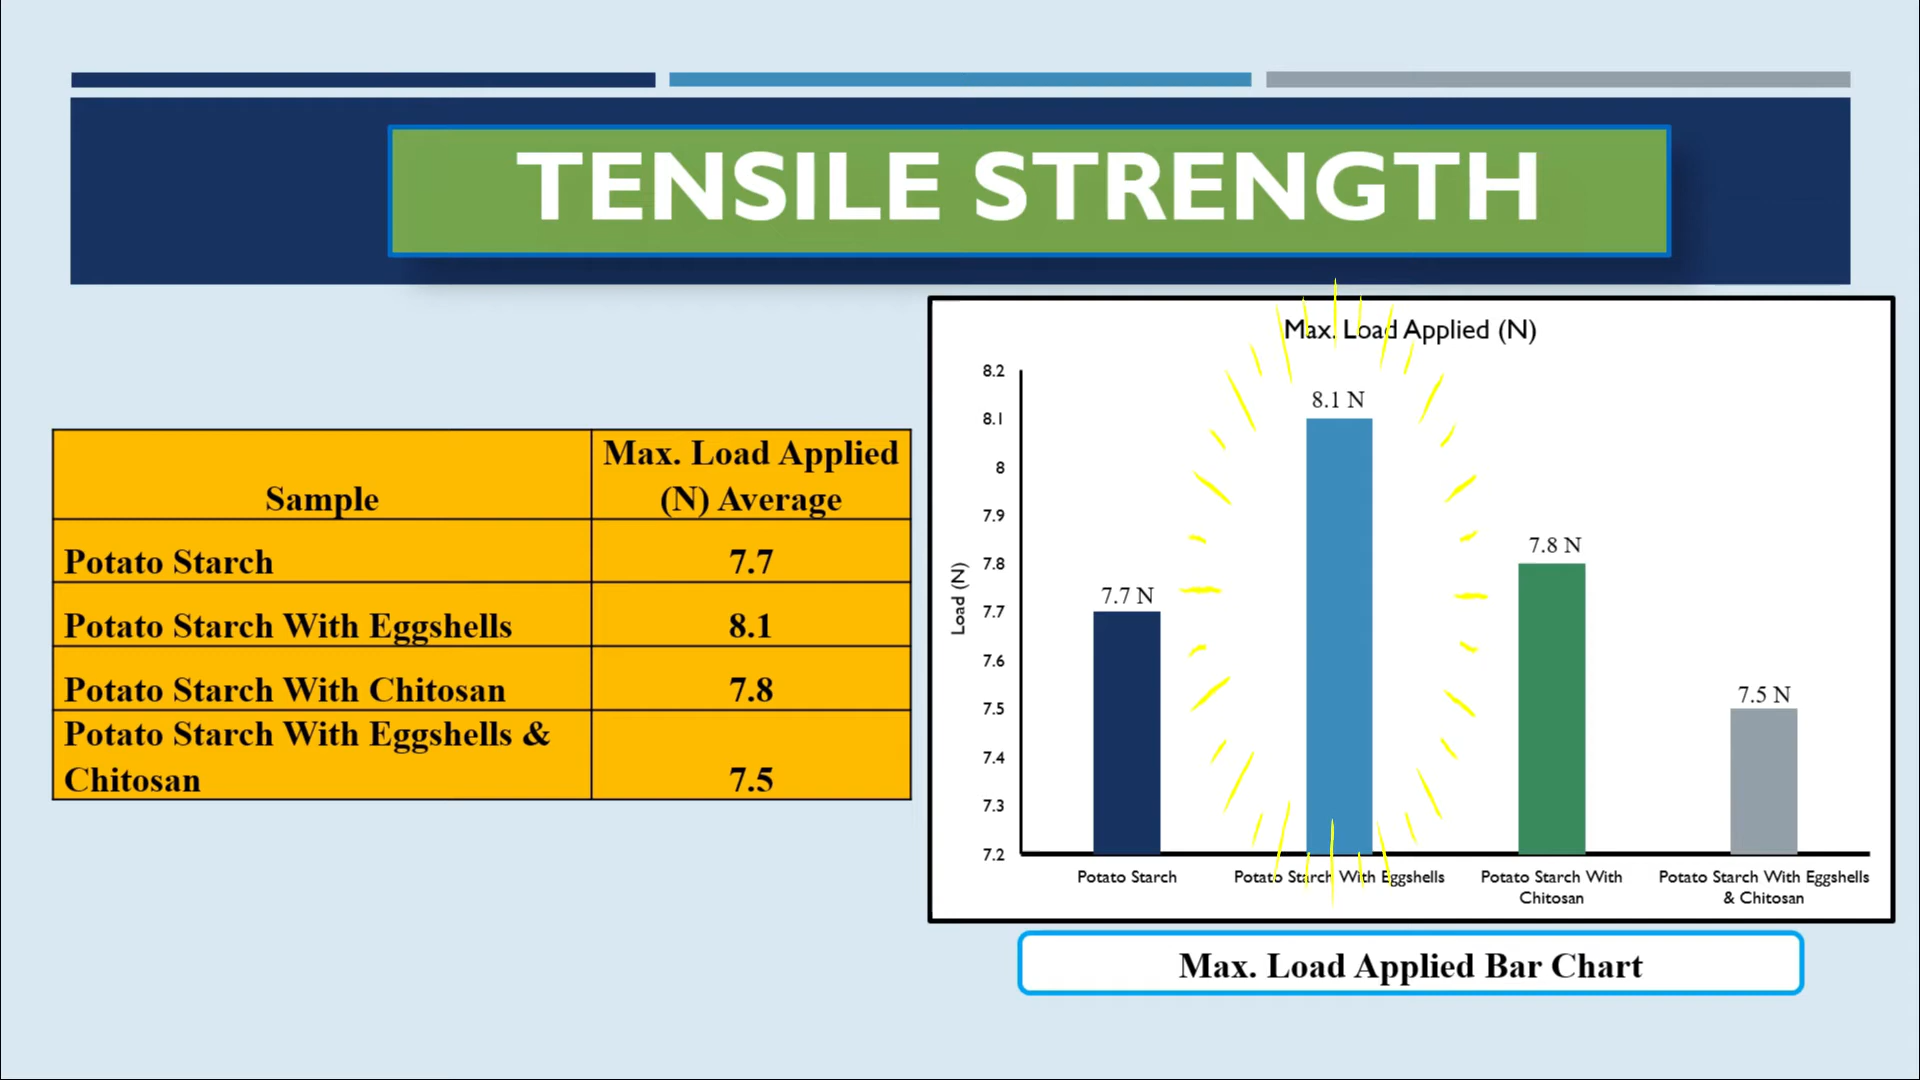 TENSILE STRENGTH
Sample
Max. Load Applied
(N) Average
Potato Starch
7.7
Potato Starch With Eggshells
8.1
Potato Starch With Chitosan
7.8
Potato Starch With Eggshells &
Chitosan
7.5
Max. Load Applied (N)
Load (N)
8.2
8.1
8
7.9
7.8
7.7
7.6
7.5
7.4
7.3
7.2
7.7 N
8.1 N
7.8 N
7.5 N
Potato Starch
Potato Starch With Eggshells
Potato Starch With
Chitosan
Potato Starch With Eggshells
& Chitosan
Max. Load Applied Bar Chart